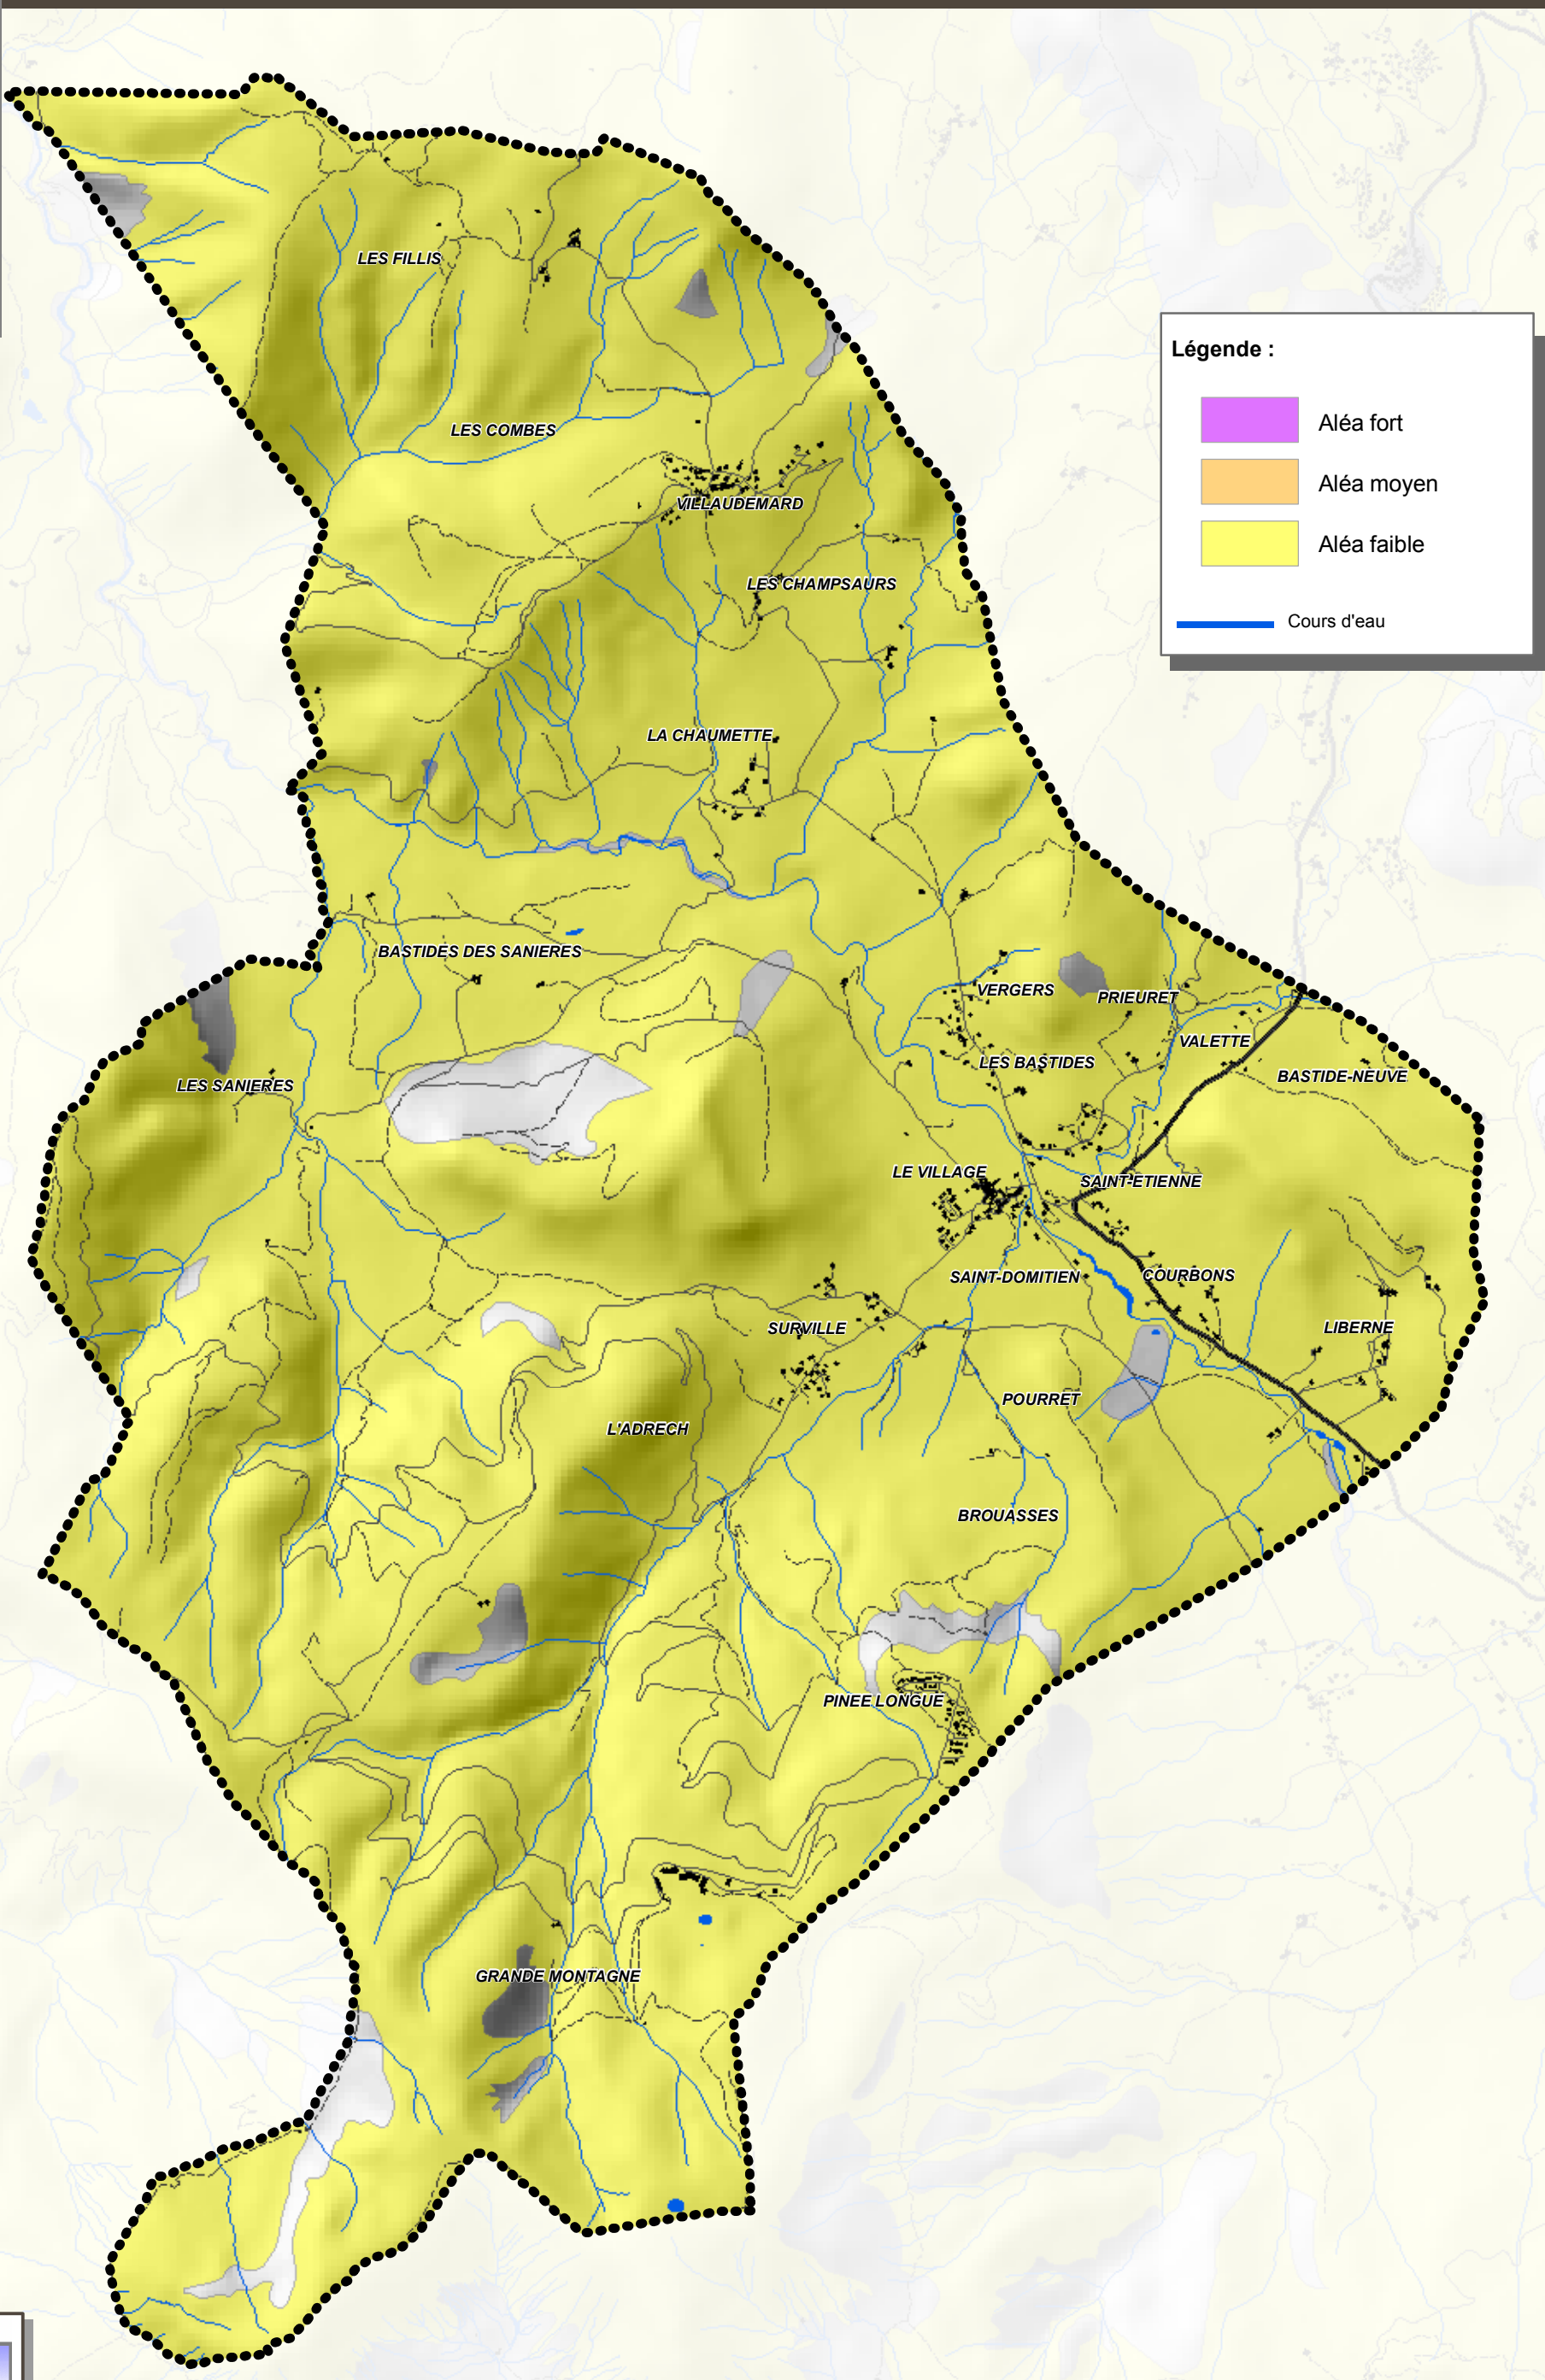 LES FILLIS
Légende :
Aléa fort
LES COMBES
Aléa moyen
VILLAUDEMARD
Aléa faible
LES CHAMPSAURS
Cours d'eau
LA CHAUMETTE
BASTIDES DES SANIERES
VERGERS
PRIEURET
VALETTE
LES BASTIDES
BASTIDE-NEUVE
LES SANIERES
LE VILLAGE
SAINT-ETIENNE
SAINT-DOMITIEN
COURBONS
SURVILLE
LIBERNE
POURRET
L'ADRECH
BROUASSES
PINEE LONGUE
GRANDE MONTAGNE